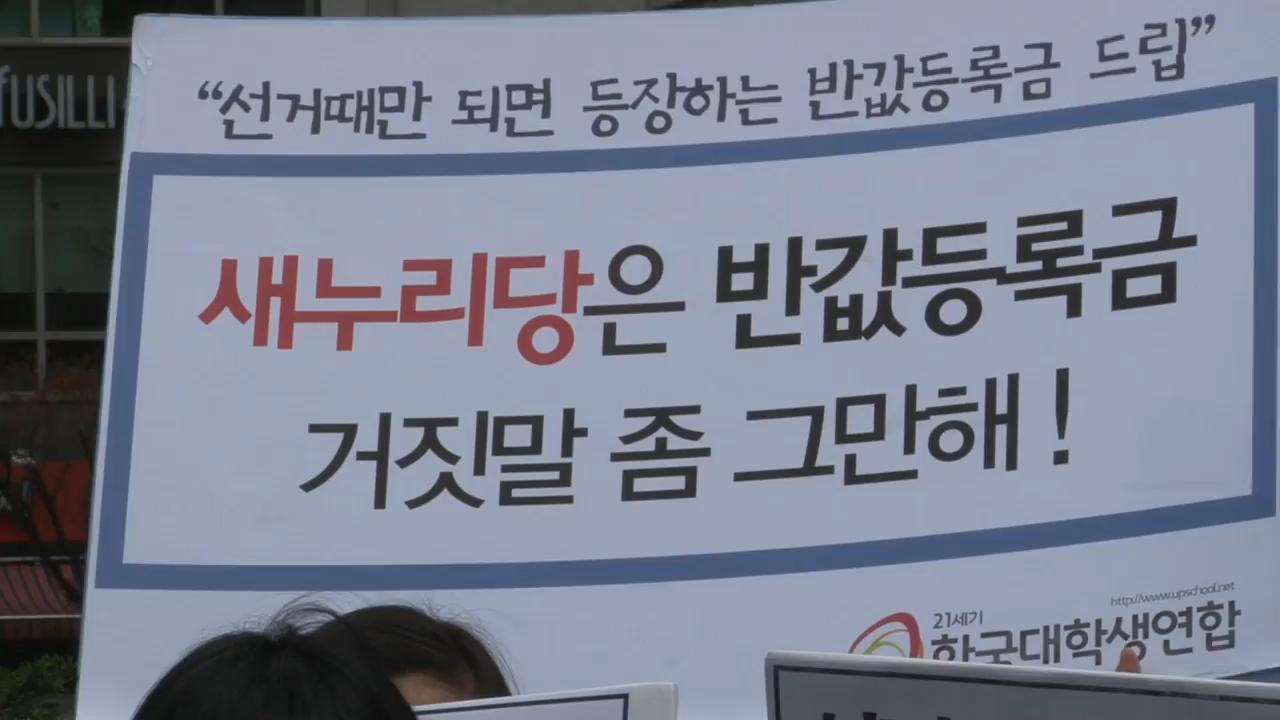 fUSILLI
“선거때만 되면 등장하는 반값등록금 드립”
새누리당은 반값등록금
거짓말 좀 그만해!
http://www.upschool.net
21세기
한국대학생연합